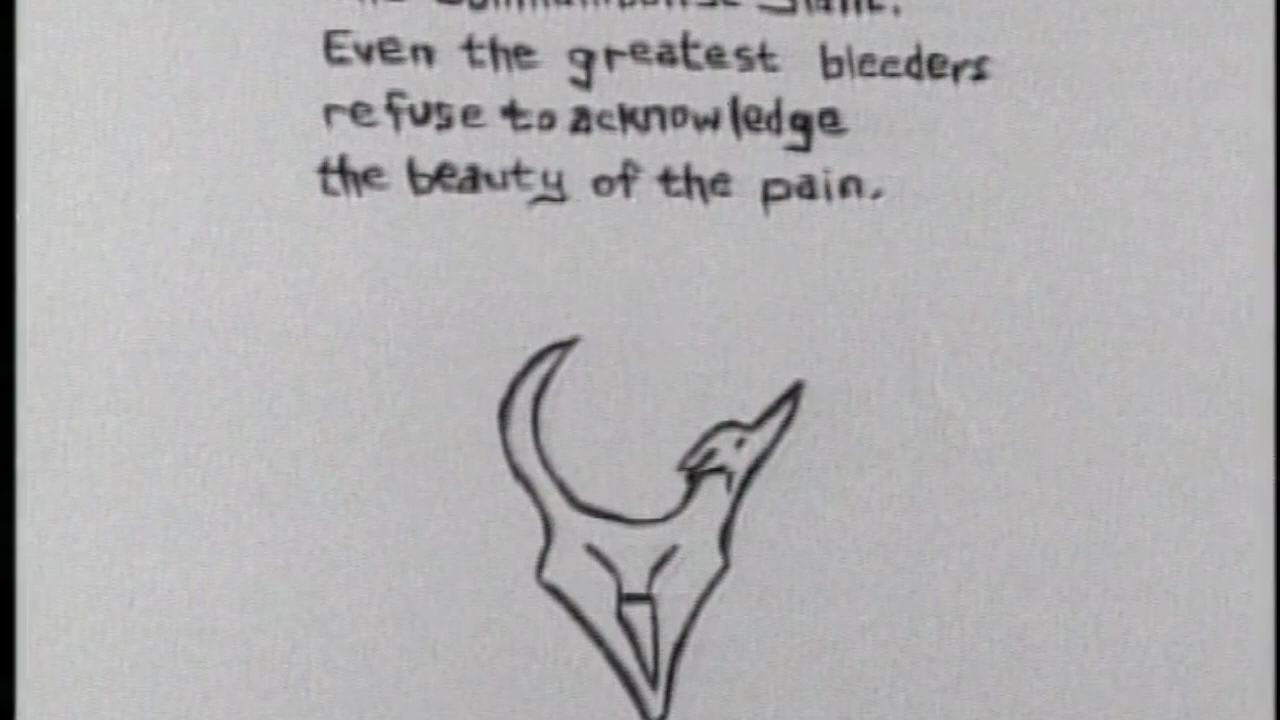 Even the greatest bleeders
refuse to acknowledge
the beauty of the pain.